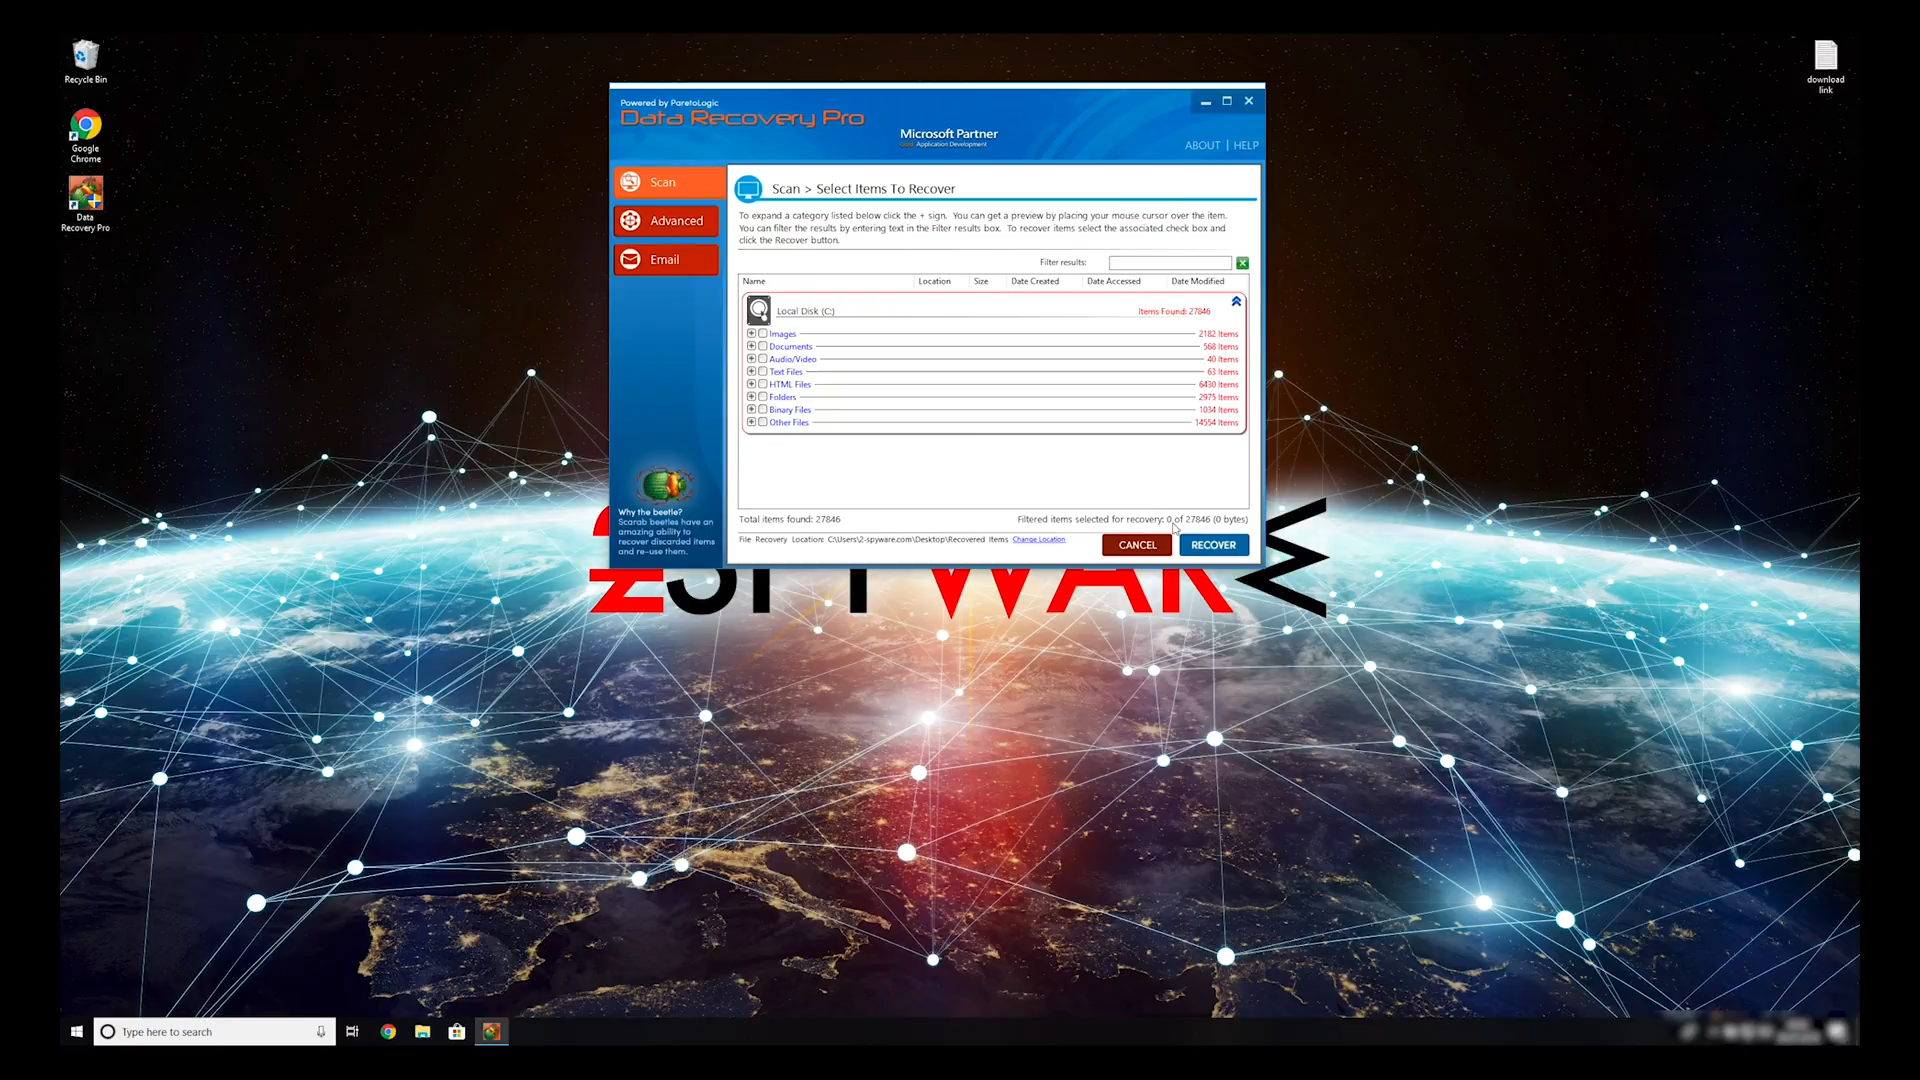 Recycle Bin
Google
Chrome
Data
Recovery Pro
download
link
Powered by ParetoLogic
Data Recovery Pro
Microsoft Partner
Gold Application Development
ABOUT | HELP
Scan
Advanced
Email
Why the beetle?
Scarab beetles have an
amazing ability to
recover discarded items
and re-use them.
Scan > Select Items To Recover
To expand a category listed below click the + sign. You can get a preview by placing your mouse cursor over the item.
You can filter the results by entering text in the Filter results box. To recover items select the associated check box and
click the Recover button.
Filter results:
Name Location Size Date Created Date Accessed Date Modified
Local Disk (C:) Items Found: 27846
Images 2182 Items
Documents 568 Items
Audio/Video 40 Items
Text Files 63 Items
HTML Files 6430 Items
Folders 2975 Items
Binary Files 1034 Items
Other Files 14554 Items
Total items found: 27846 Filtered items selected for recovery: 0 of 27846 (0 bytes)
File Recovery Location: C:\Users\2-spyware.com\Desktop\Recovered Items Change Location
CANCEL RECOVER
2SPYWARE
Type here to search